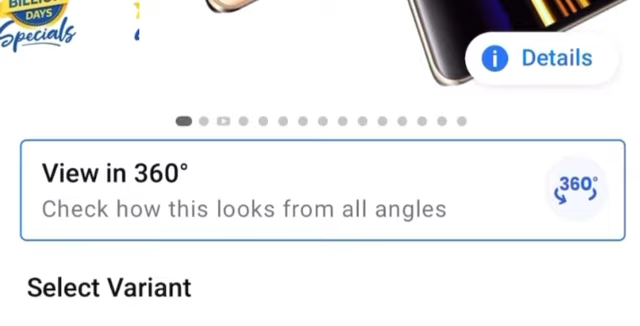 DAYS
Specials
Details
View in 360°
Check how this looks from all angles
360°
Select Variant